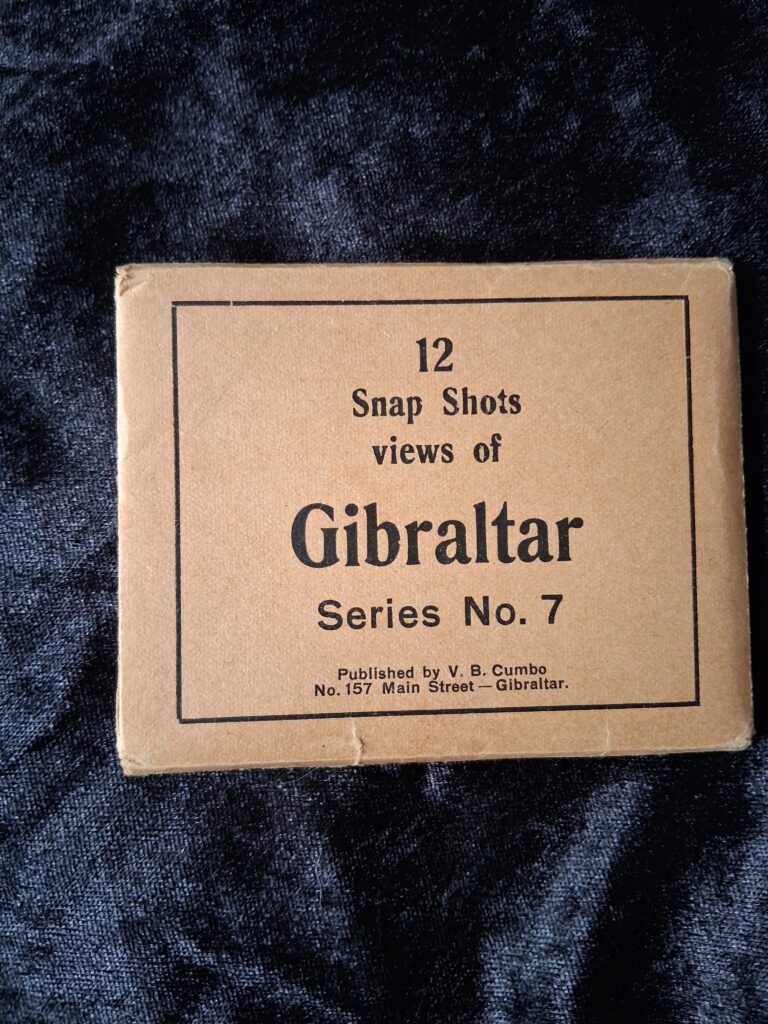 12
Snap Shots
views of
Gibraltar
Series No. 7
Published by V. B. Cumbo
No. 157 Main Street — Gibraltar.